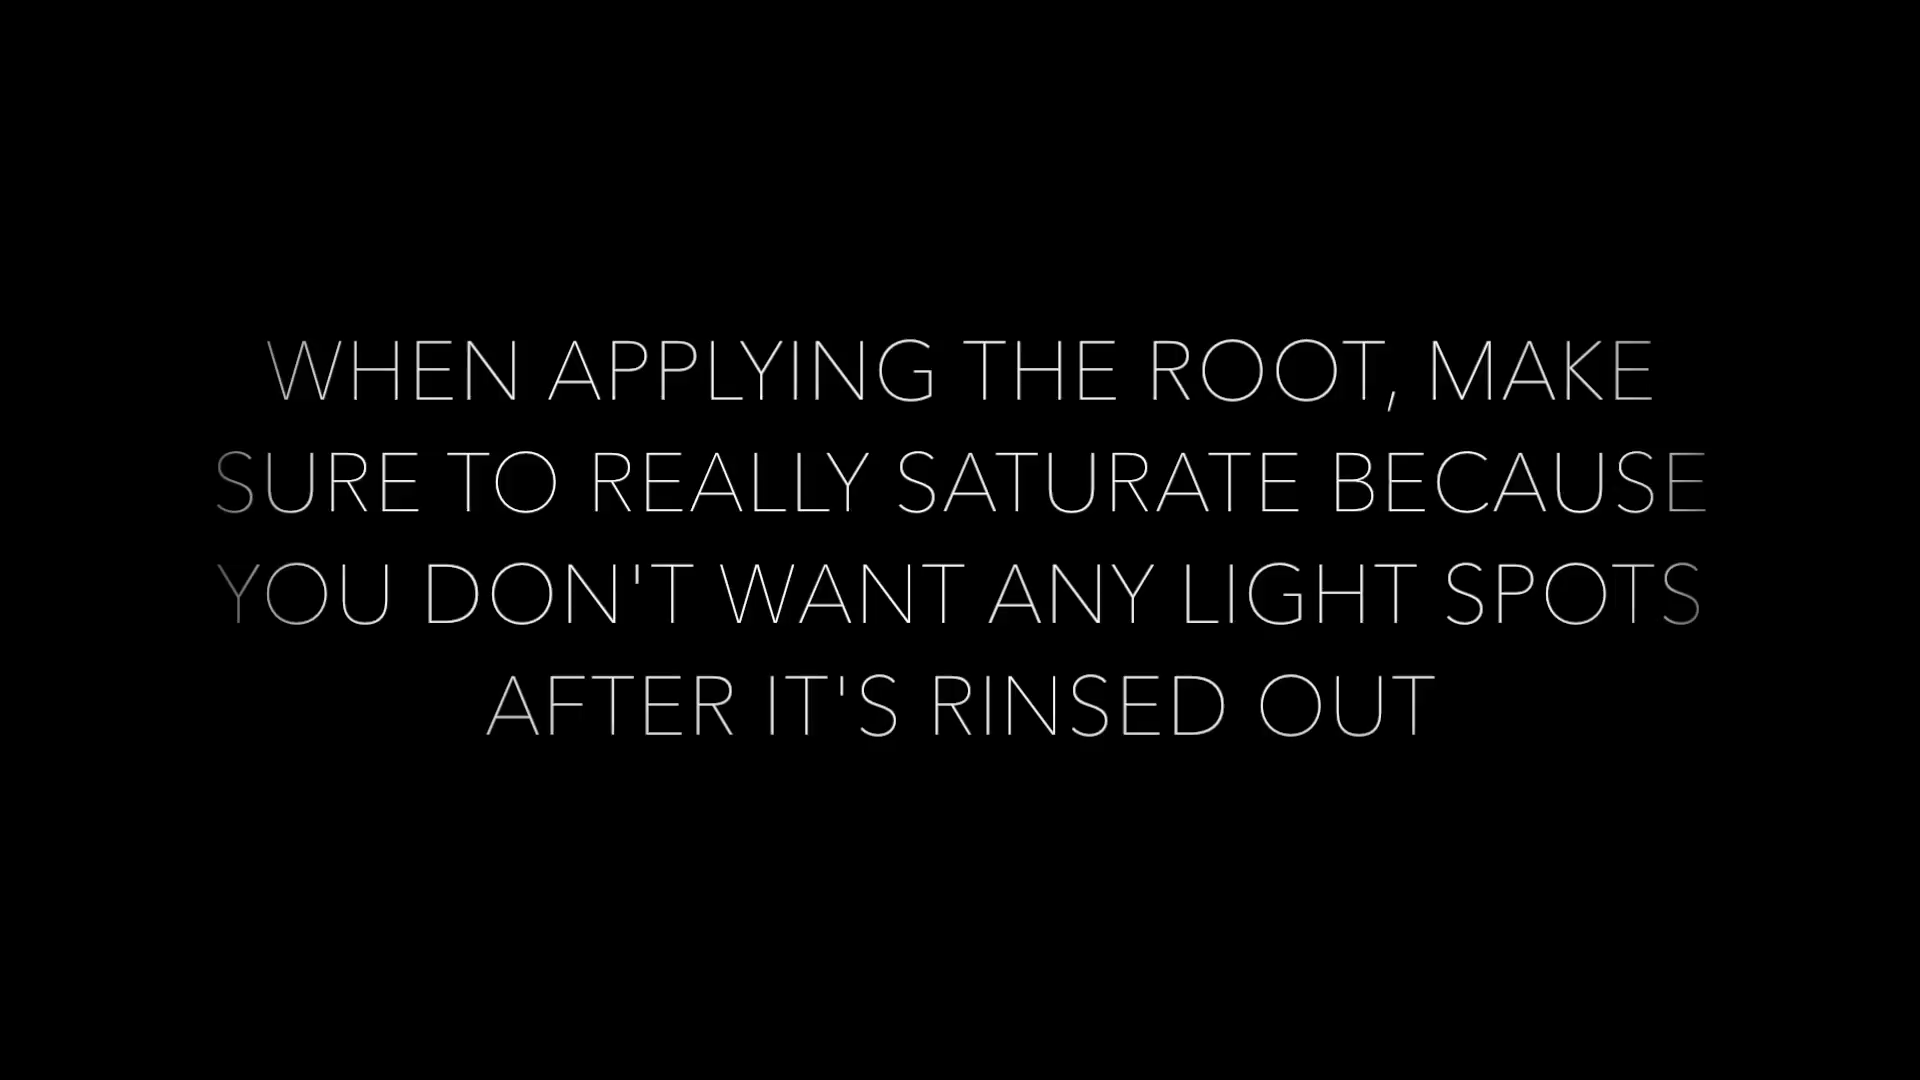 WHEN APPLYING THE ROOT, MAKE
SURE TO REALLY SATURATE BECAUSE
YOU DON'T WANT ANY LIGHT SPOTS
AFTER IT'S RINSED OUT